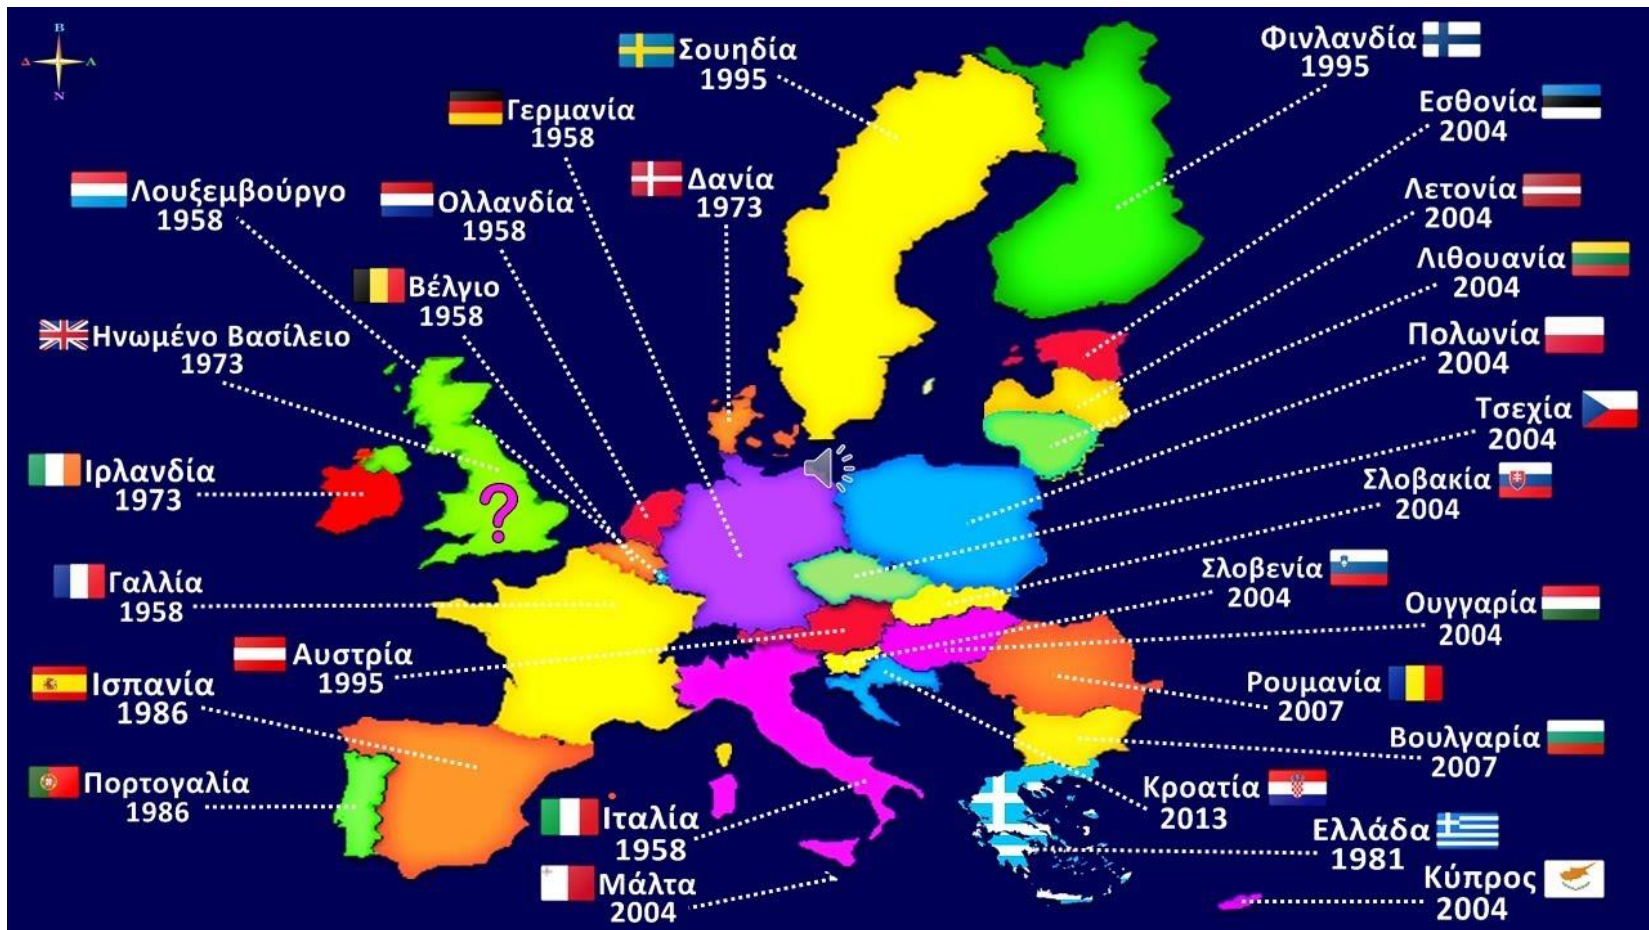 Β
Δ
Α
Ν
Σουηδία
1995
Φινλανδία
1995
Γερμανία
1958
Εσθονία
2004
Λουξεμβούργο
1958
Ολλανδία
1958
Δανία
1973
Λετονία
2004
Λιθουανία
2004
Βέλγιο
1958
Ηνωμένο Βασίλειο
1973
Πολωνία
2004
Τσεχία
2004
Ιρλανδία
1973
?
Σλοβακία
2004
Γαλλία
1958
Σλοβενία
2004
Ουγγαρία
2004
Αυστρία
1995
Ισπανία
1986
Ρουμανία
2007
Βουλγαρία
2007
Πορτογαλία
1986
Κροατία
2013
Ιταλία
1958
Ελλάδα
1981
Μάλτα
2004
Κύπρος
2004